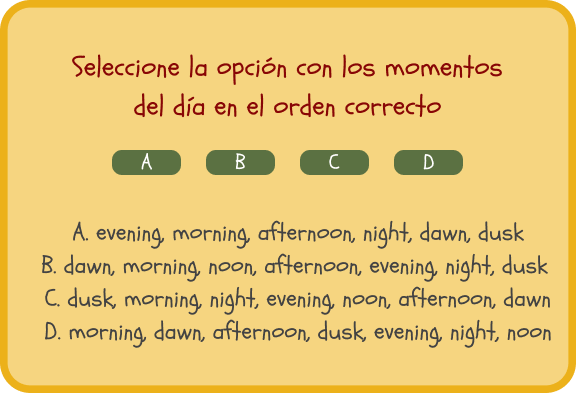 Seleccione la opción con los momentos
del día en el orden correcto
A B C D
A. evening, morning, afternoon, night, dawn, dusk
B. dawn, morning, noon, afternoon, evening, night, dusk
C. dusk, morning, night, evening, noon, afternoon, dawn
D. morning, dawn, afternoon, dusk, evening, night, noon